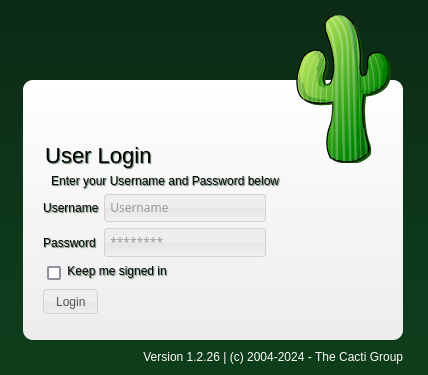 User Login
Enter your Username and Password below
Username Username
Password ********
Keep me signed in
Login
Version 1.2.26 | (c) 2004-2024 - The Cacti Group